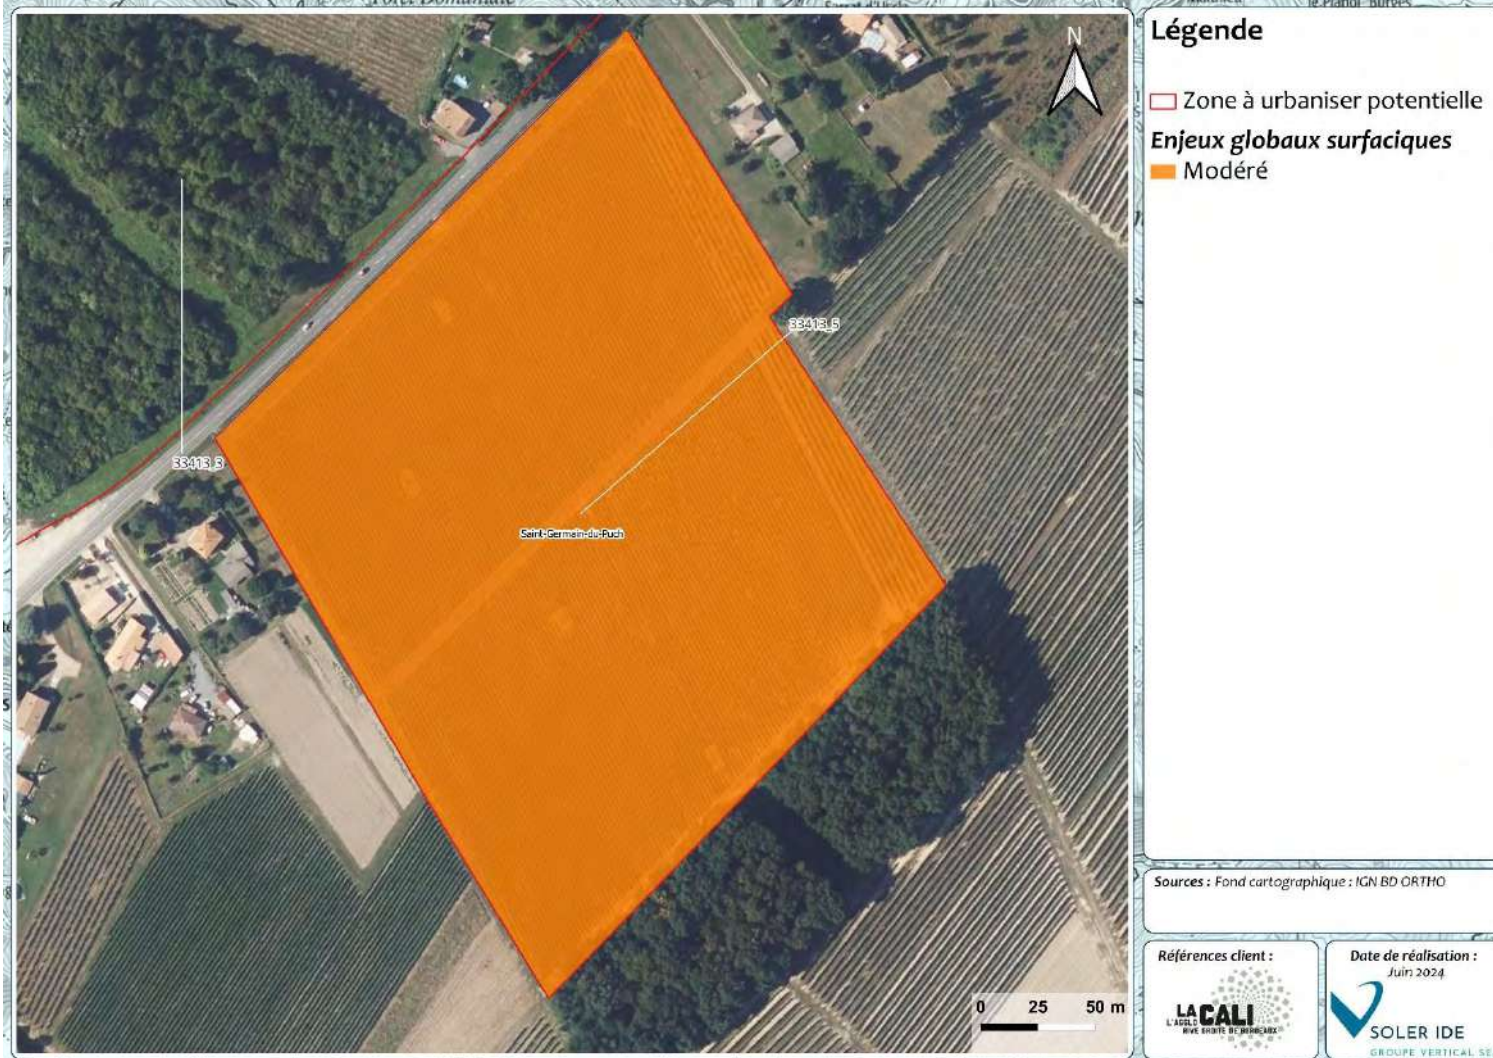 Légende
Zone à urbaniser potentielle
Enjeux globaux surfaciques
Modéré
N
33413_5
33413_3
Saint-Germain-du-Puch
0 25 50 m
Sources : Fond cartographique : IGN BD ORTHO
Références client :
LA CALI
L'AGGLO
RIVE DROITE DE BORDEAUX
Date de réalisation :
Juin 2024
SOLER IDE
GROUPE VERTICAL SE